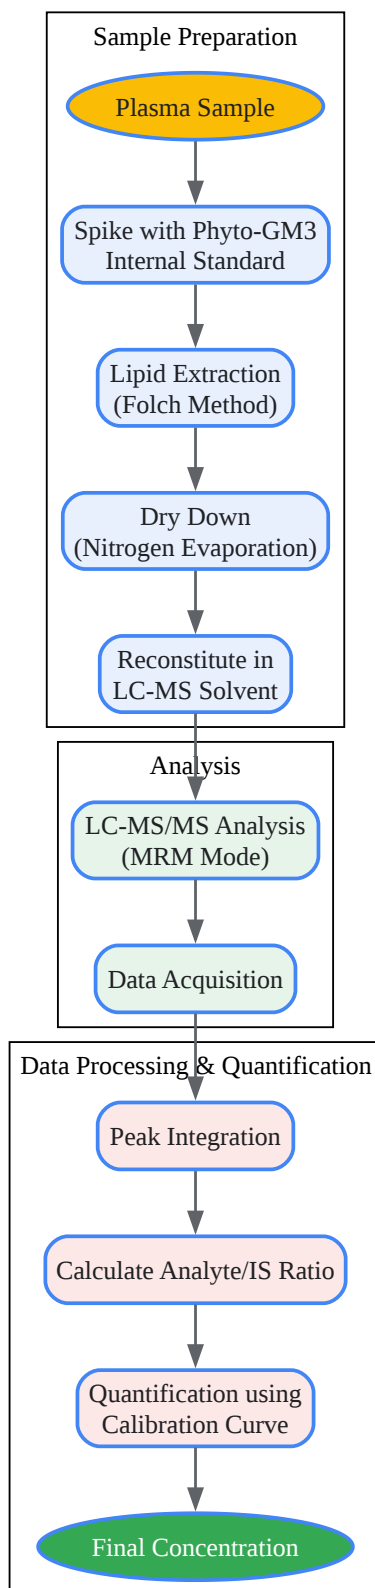 Sample Preparation
Plasma Sample
Spike with Phyto-GM3
Internal Standard
Lipid Extraction
(Folch Method)
Dry Down
(Nitrogen Evaporation)
Reconstitute in
LC-MS Solvent
Analysis
LC-MS/MS Analysis
(MRM Mode)
Data Acquisition
Data Processing & Quantification
Peak Integration
Calculate Analyte/IS Ratio
Quantification using
Calibration Curve
Final Concentration